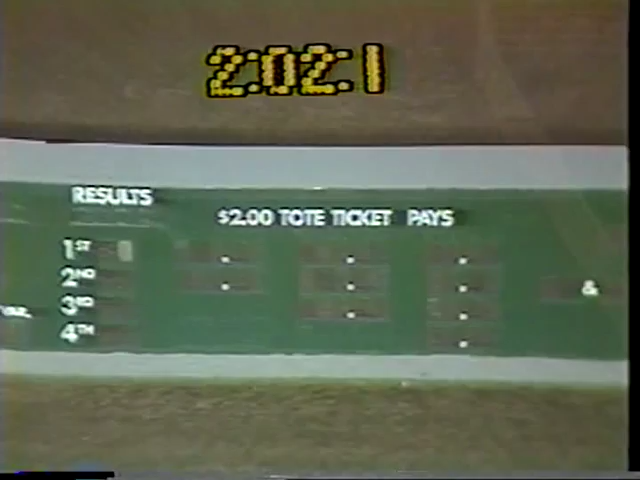 2:02:1
RESULTS
$2.00 TOTE TICKET PAYS
1ST
2ND
&
3RD
4TH